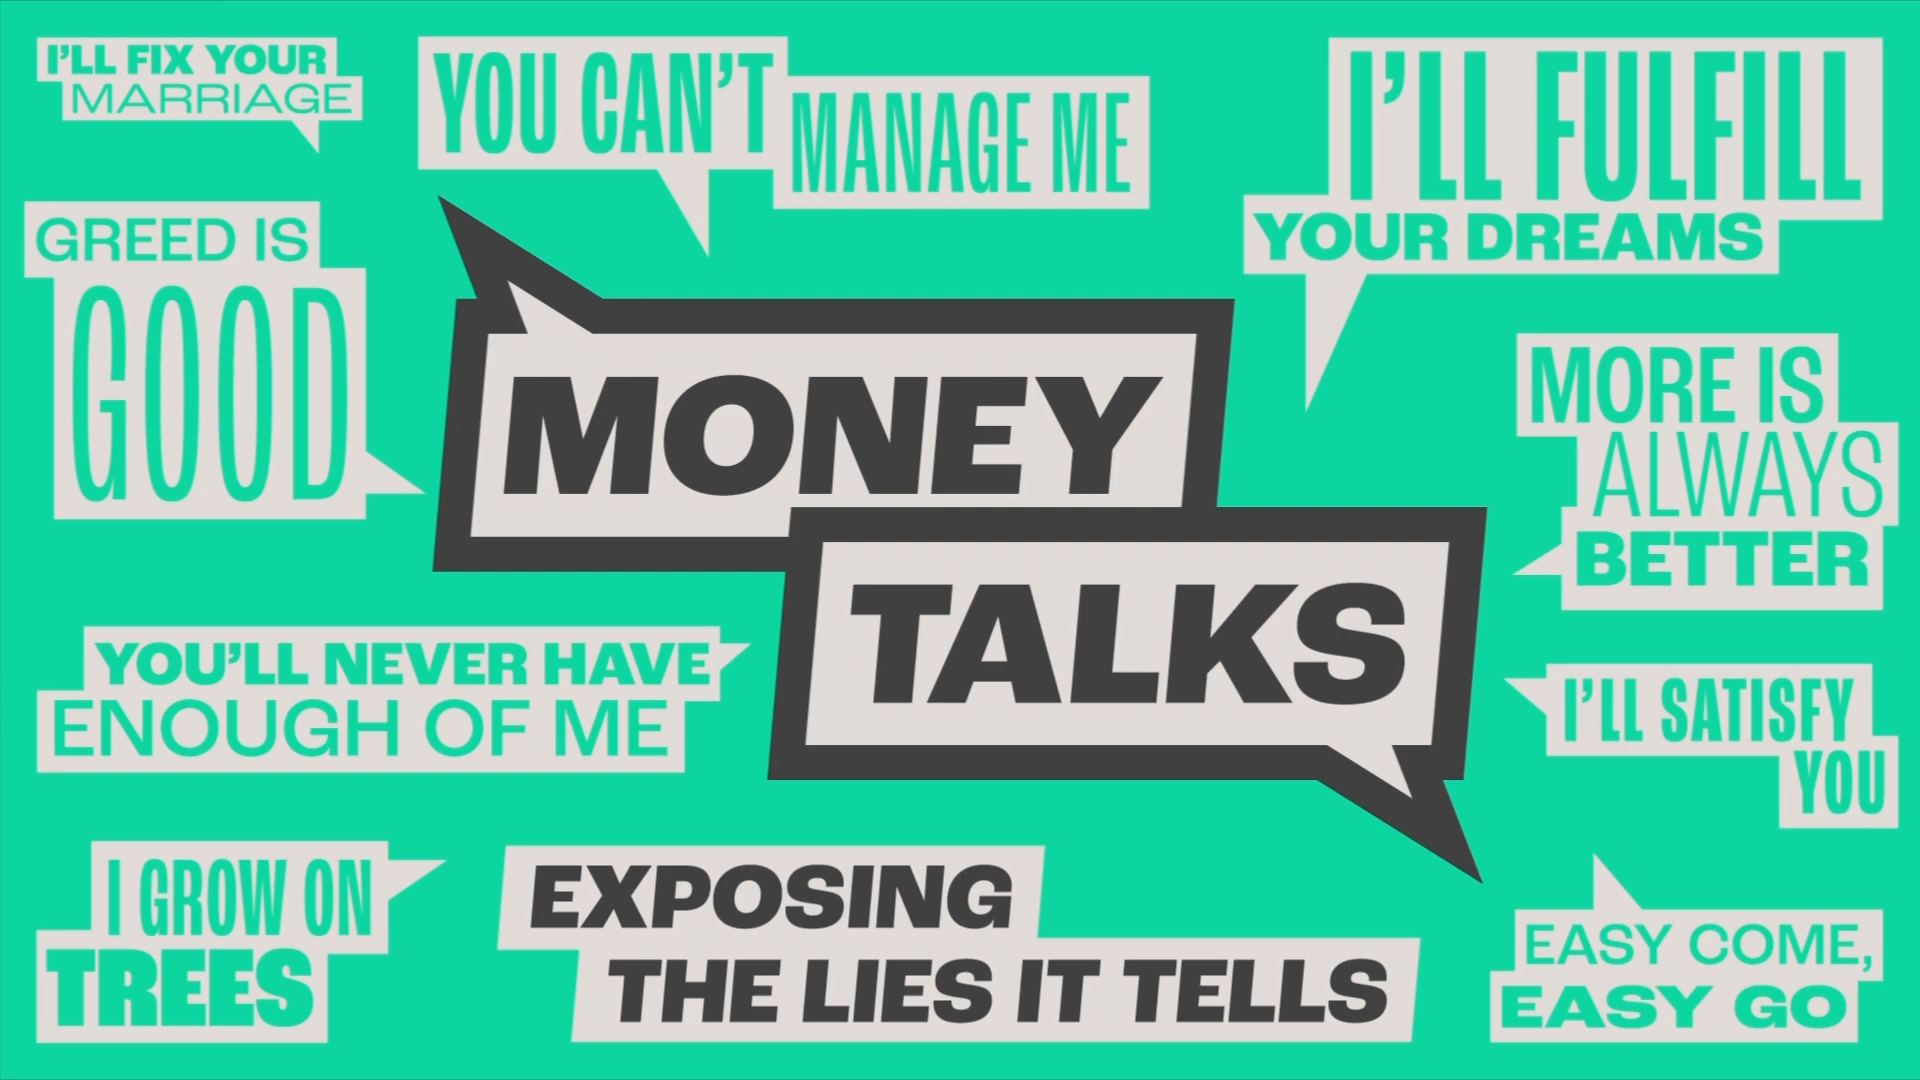 I'LL FIX YOUR
MARRIAGE
YOU CAN'T
MANAGE ME
I'LL FULFILL
YOUR DREAMS
GREED IS
GOOD
MONEY
TALKS
MORE IS
ALWAYS
BETTER
YOU'LL NEVER HAVE
ENOUGH OF ME
I'LL SATISFY
YOU
I GROW ON
TREES
EXPOSING
THE LIES IT TELLS
EASY COME,
EASY GO